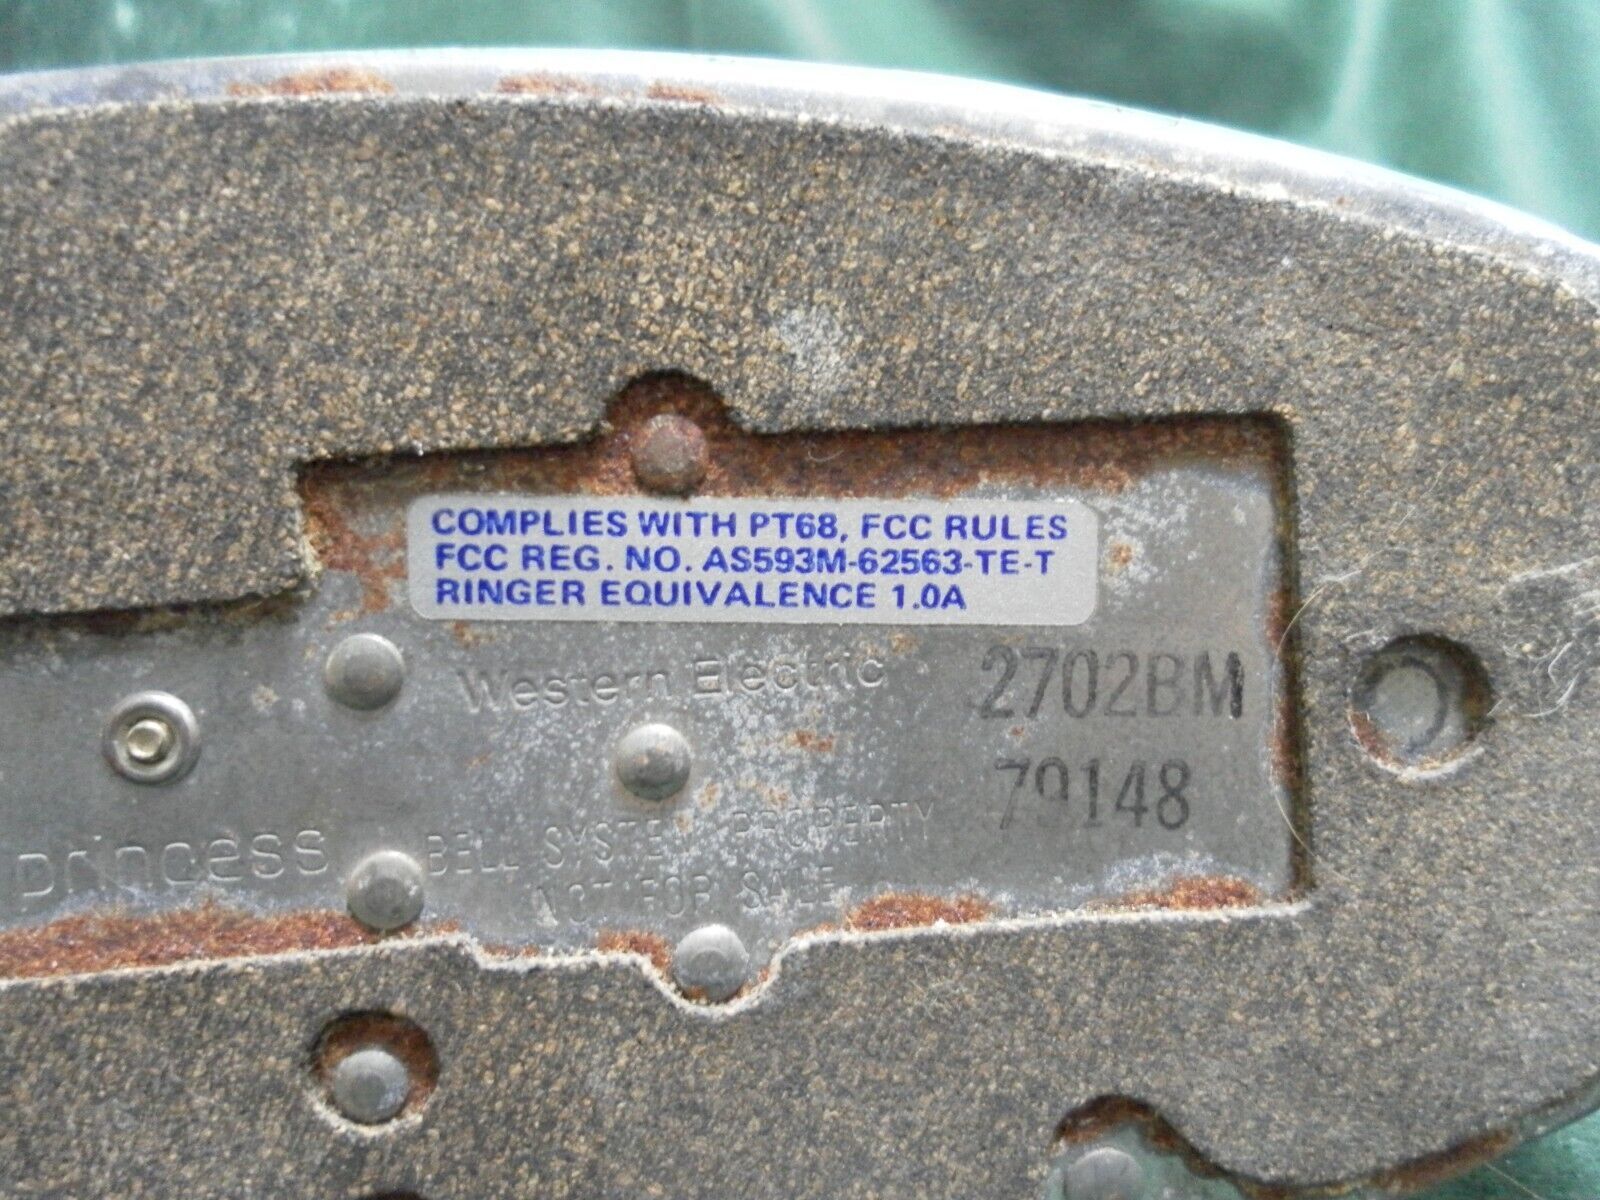 COMPLIES WITH PT68, FCC RULES
FCC REG. NO. AS593M-62563-TE-T
RINGER EQUIVALENCE 1.0A
Western Electric 2702BM
79148
princess BELL SYSTEM PROPERTY
NOT FOR SALE